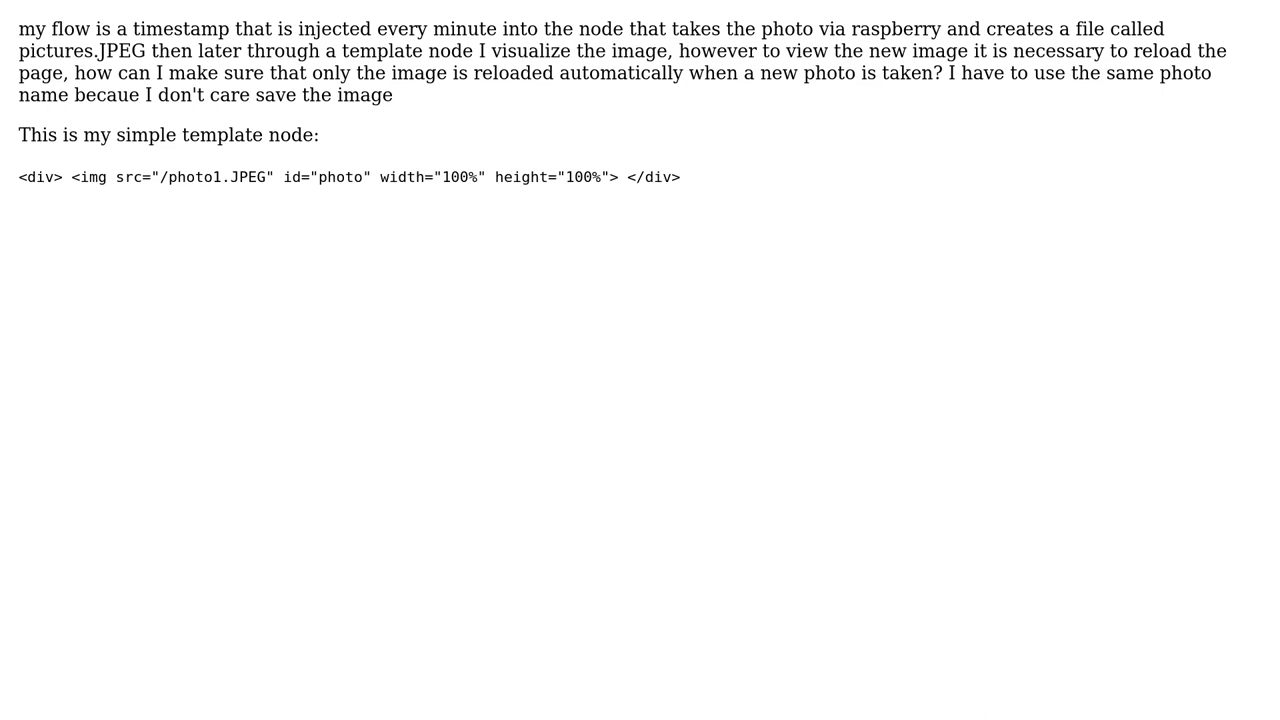 my flow is a timestamp that is injected every minute into the node that takes the photo via raspberry and creates a file called
pictures.JPEG then later through a template node I visualize the image, however to view the new image it is necessary to reload the
page, how can I make sure that only the image is reloaded automatically when a new photo is taken? I have to use the same photo
name becaue I don't care save the image
This is my simple template node:
<div> <img src="/photo1.JPEG" id="photo" width="100%" height="100%"> </div>